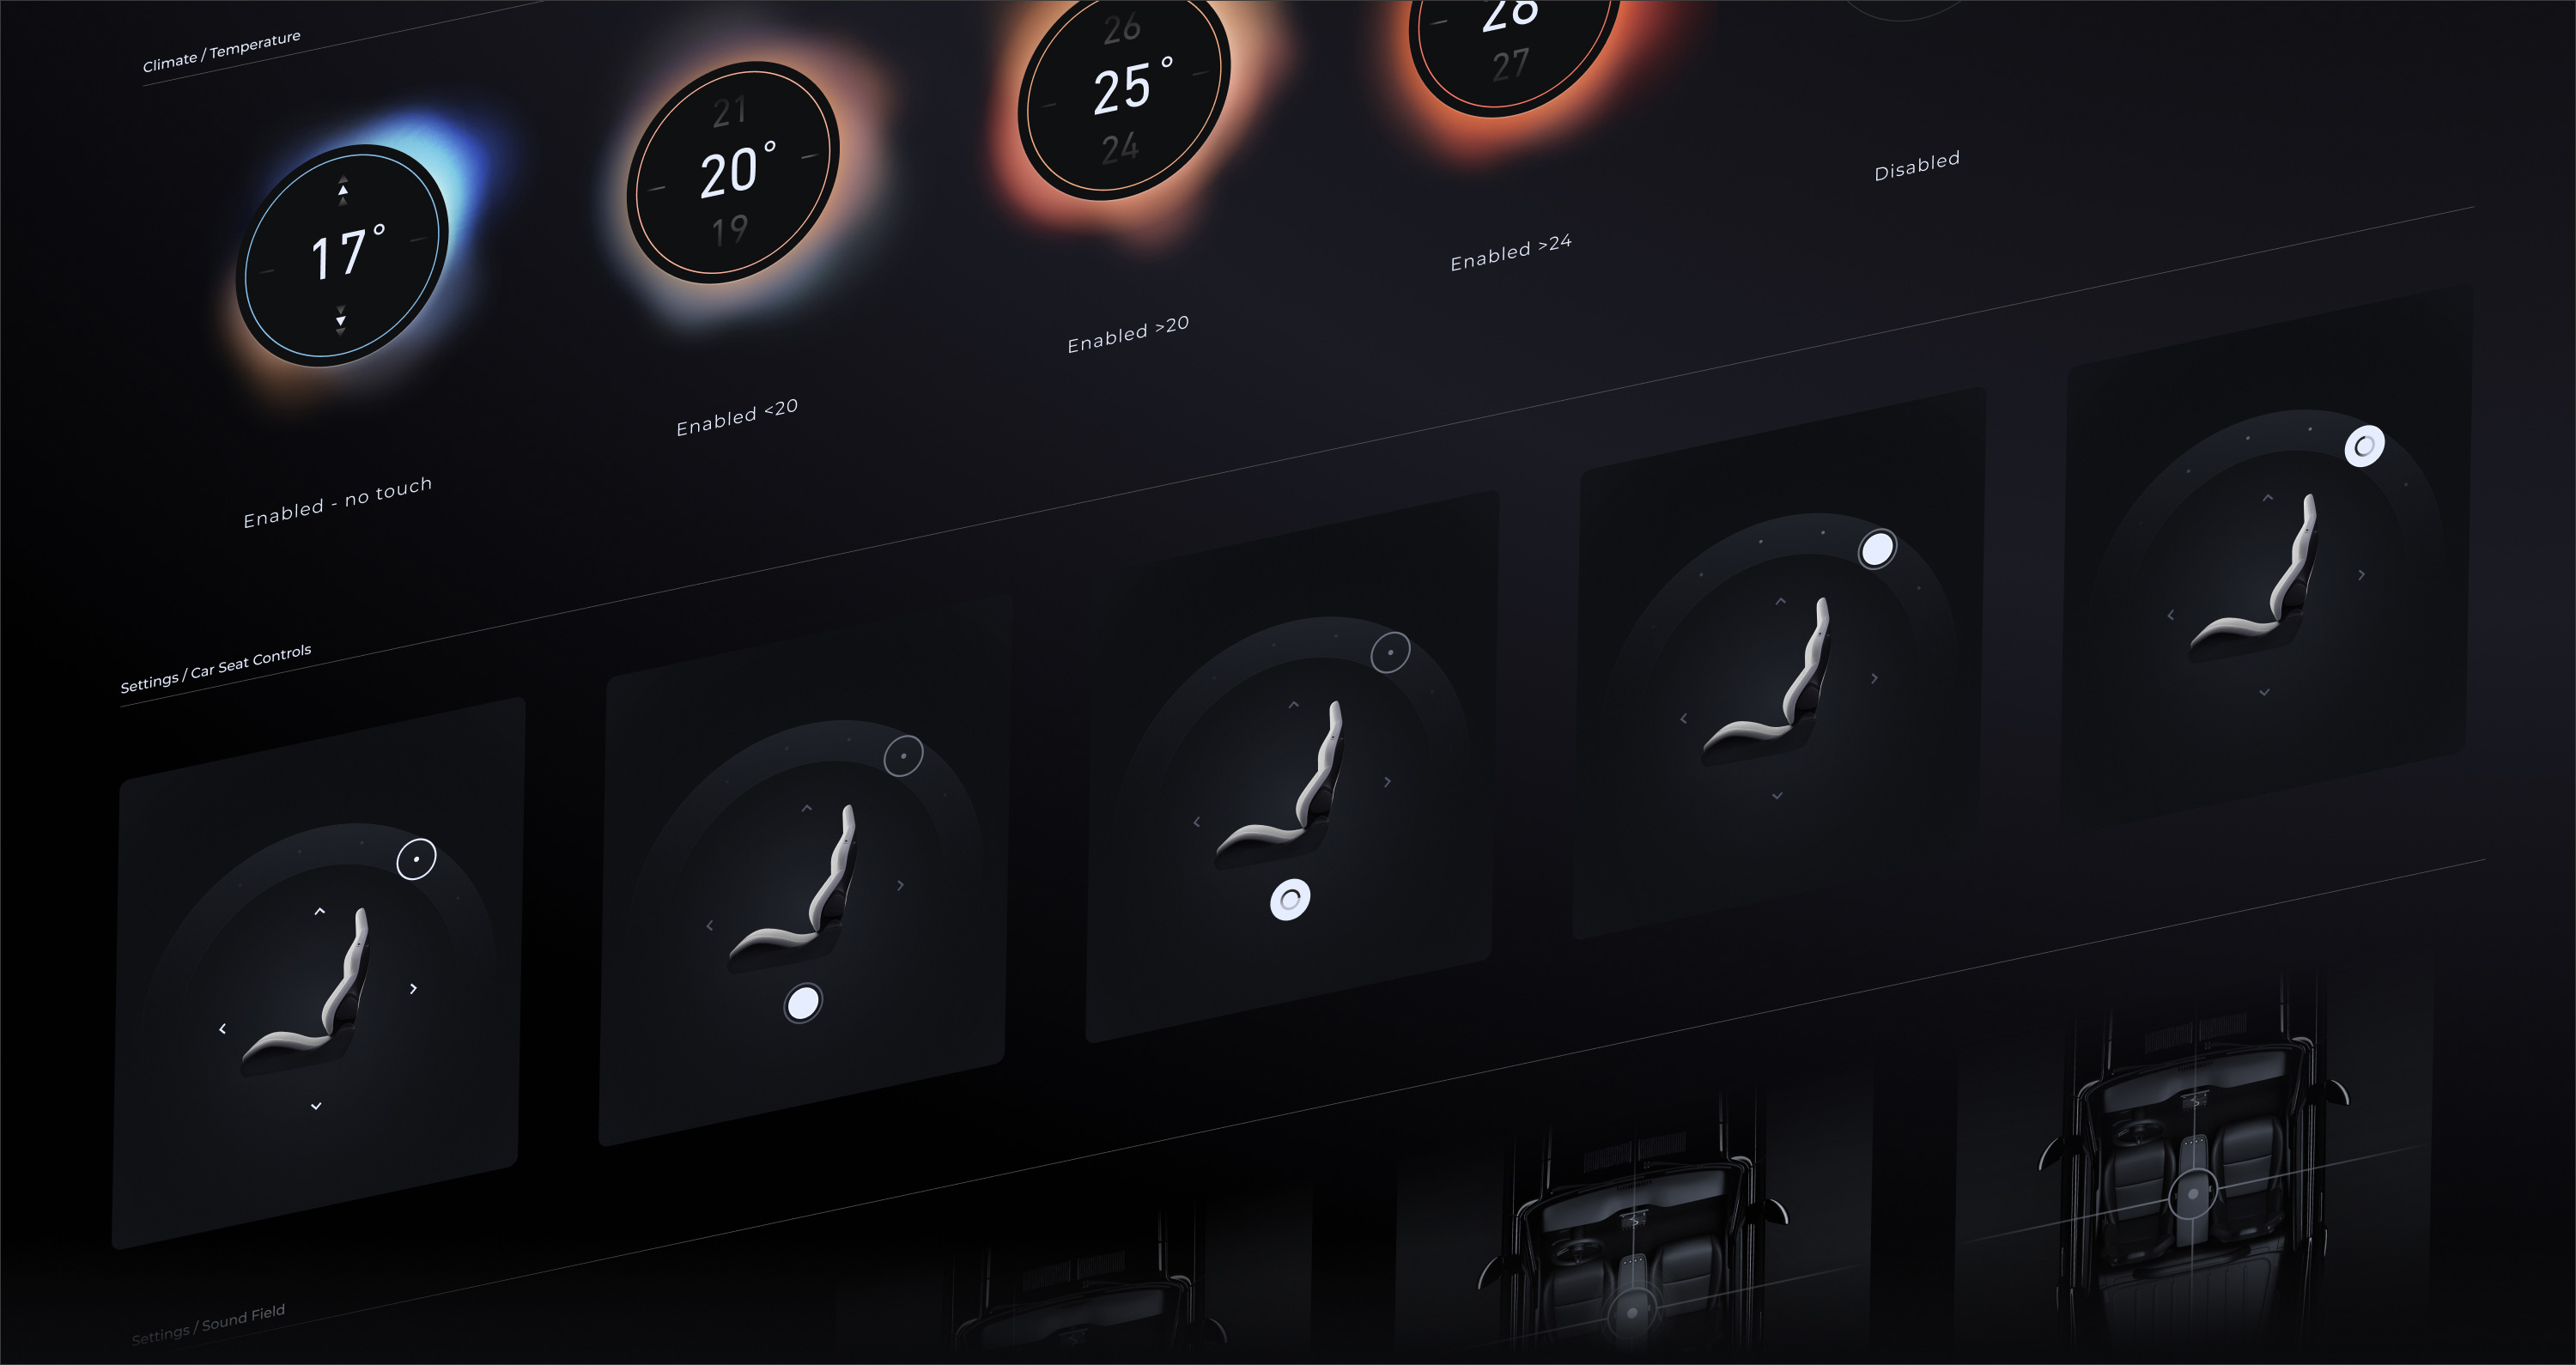 Climate / Temperature
17°
Enabled - no touch
21
20°
19
Enabled <20
26
25°
24
Enabled >20
28
27
Enabled >24
Disabled
Settings / Car Seat Controls
Settings / Sound Field